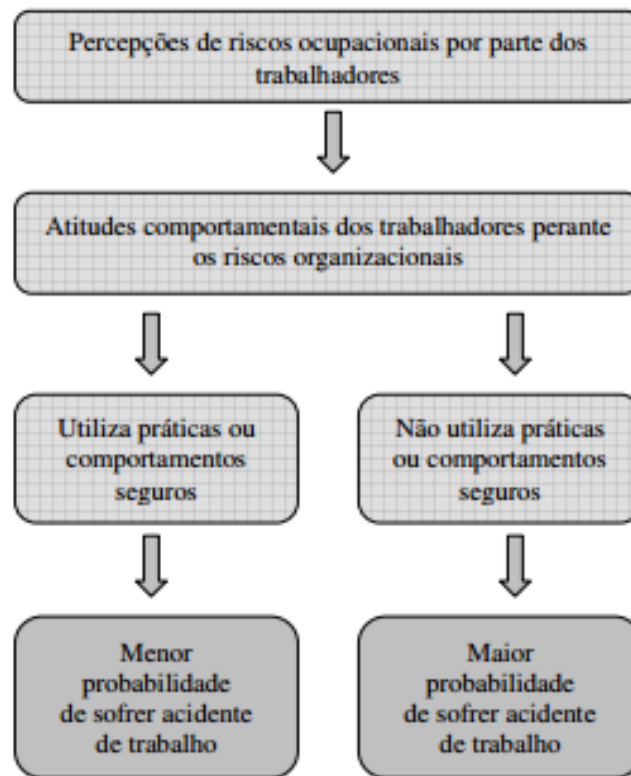 Percepções de riscos ocupacionais por parte dos
trabalhadores
Atitudes comportamentais dos trabalhadores perante
os riscos organizacionais
Utiliza práticas ou
comportamentos
seguros
Não utiliza práticas
ou comportamentos
seguros
Menor
probabilidade
de sofrer acidente
de trabalho
Maior
probabilidade
de sofrer acidente
de trabalho